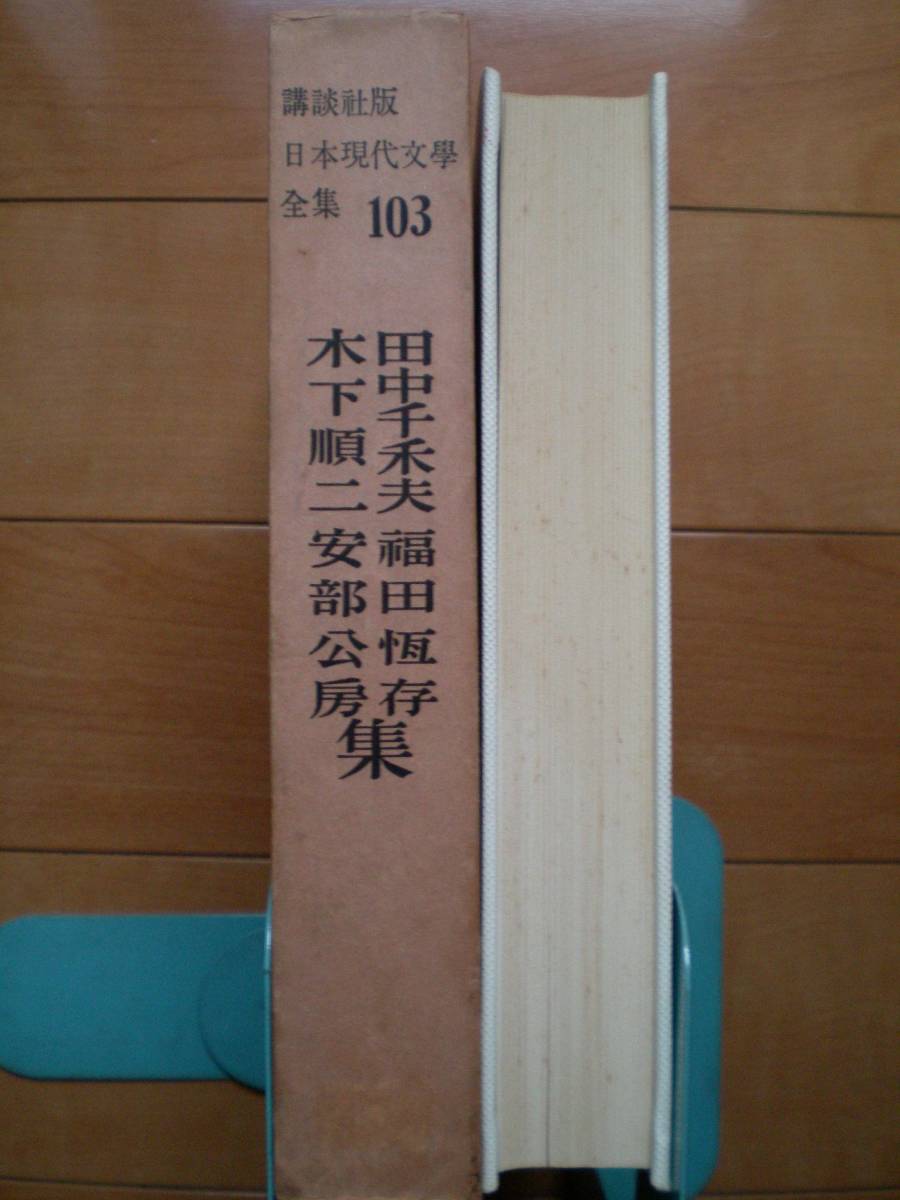 講談社版
日本現代文學
全集 103
田中千禾夫 福田恆存
木下順二 安部公房
集